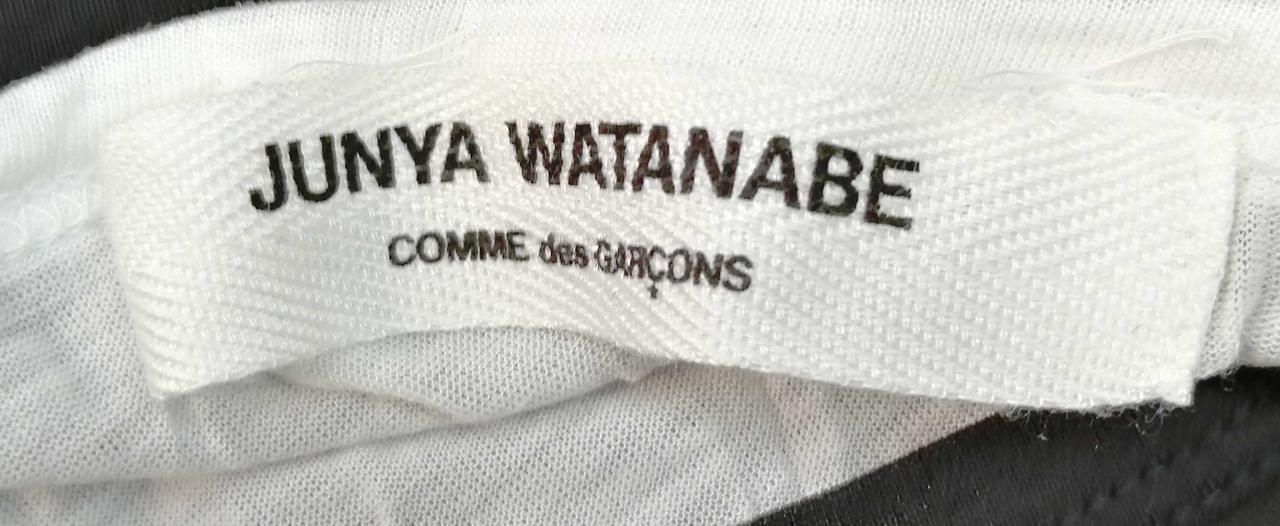 JUNYA WATANABE
COMME des GARÇONS